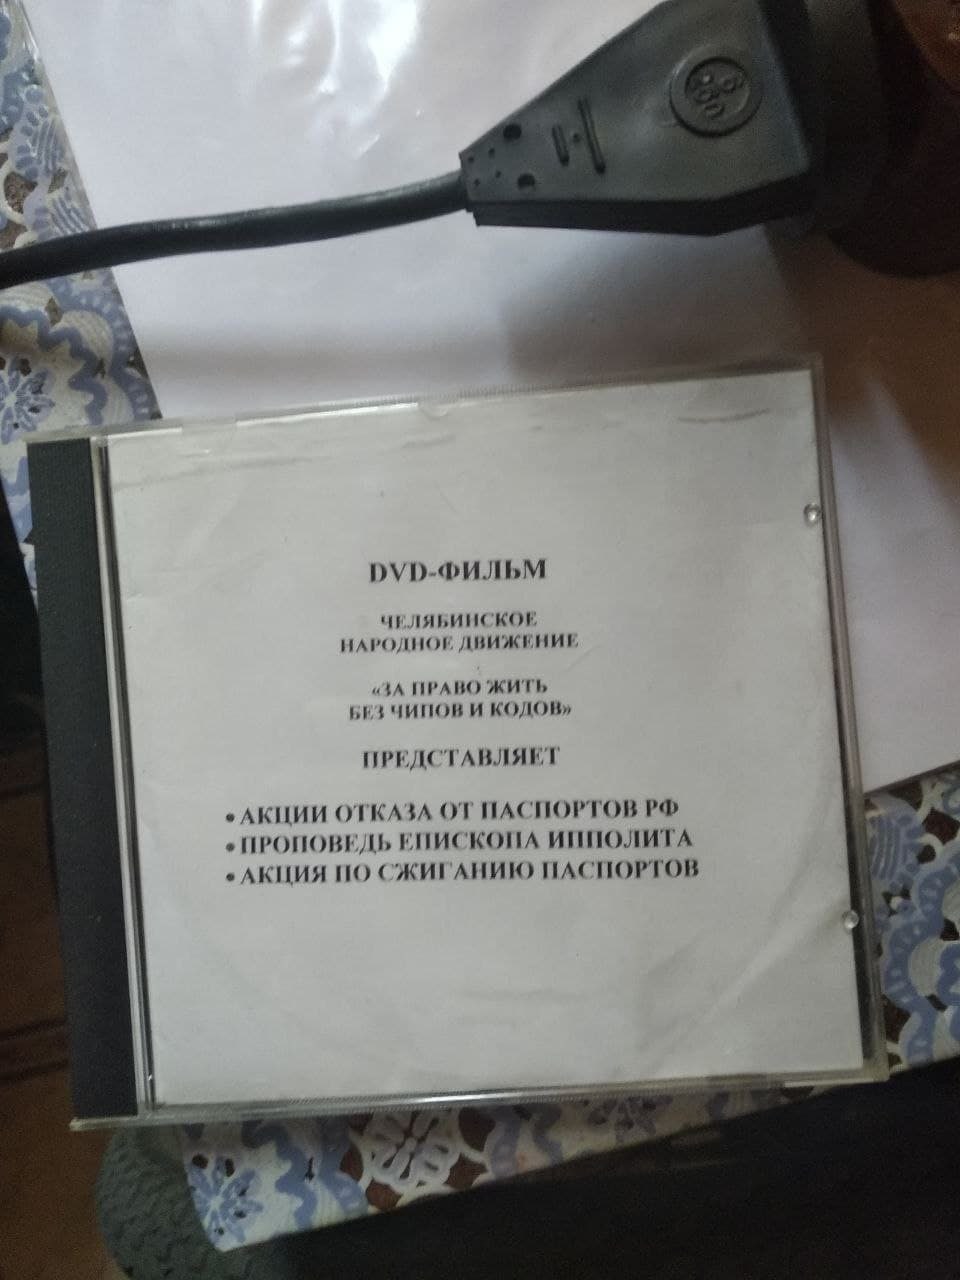 DVD-ФИЛЬМ
ЧЕЛЯБИНСКОЕ
НАРОДНОЕ ДВИЖЕНИЕ
«ЗА ПРАВО ЖИТЬ
БЕЗ ЧИПОВ И КОДОВ»
ПРЕДСТАВЛЯЕТ
• АКЦИИ ОТКАЗА ОТ ПАСПОРТОВ РФ
• ПРОПОВЕДЬ ЕПИСКОПА ИППОЛИТА
• АКЦИЯ ПО СЖИГАНИЮ ПАСПОРТОВ